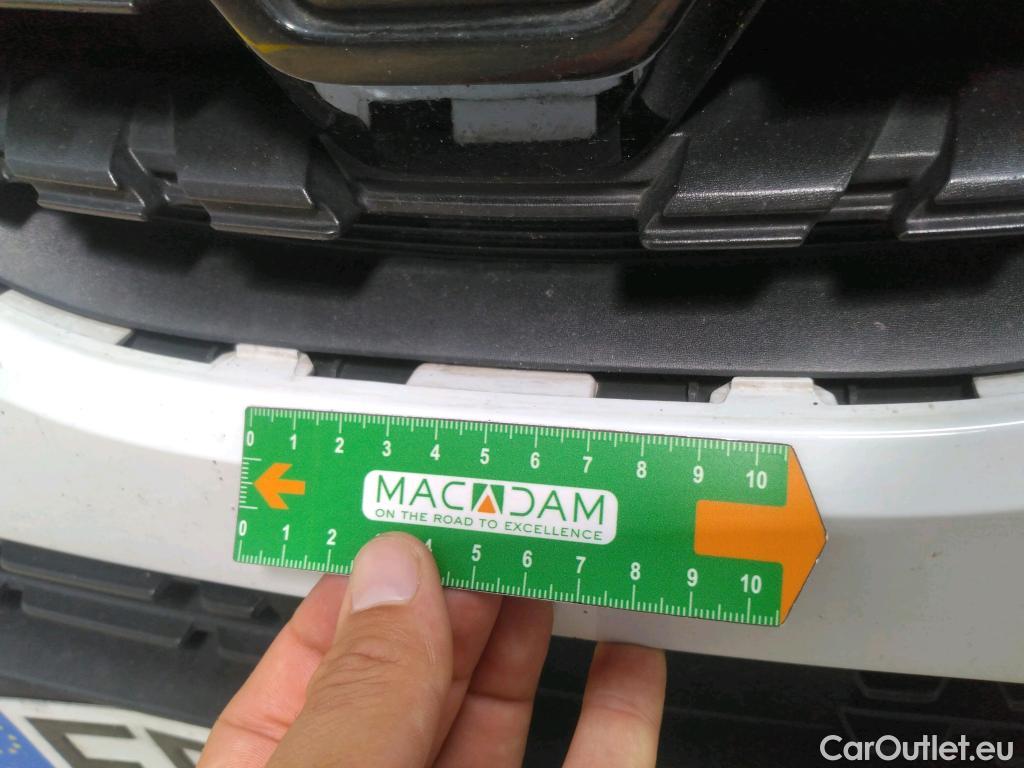 0 1 2 3 4 5 6 7 8 9 10
MACADAM
ON THE ROAD TO EXCELLENCE
0 1 2 4 5 6 7 8 9 10
CarOutlet.eu